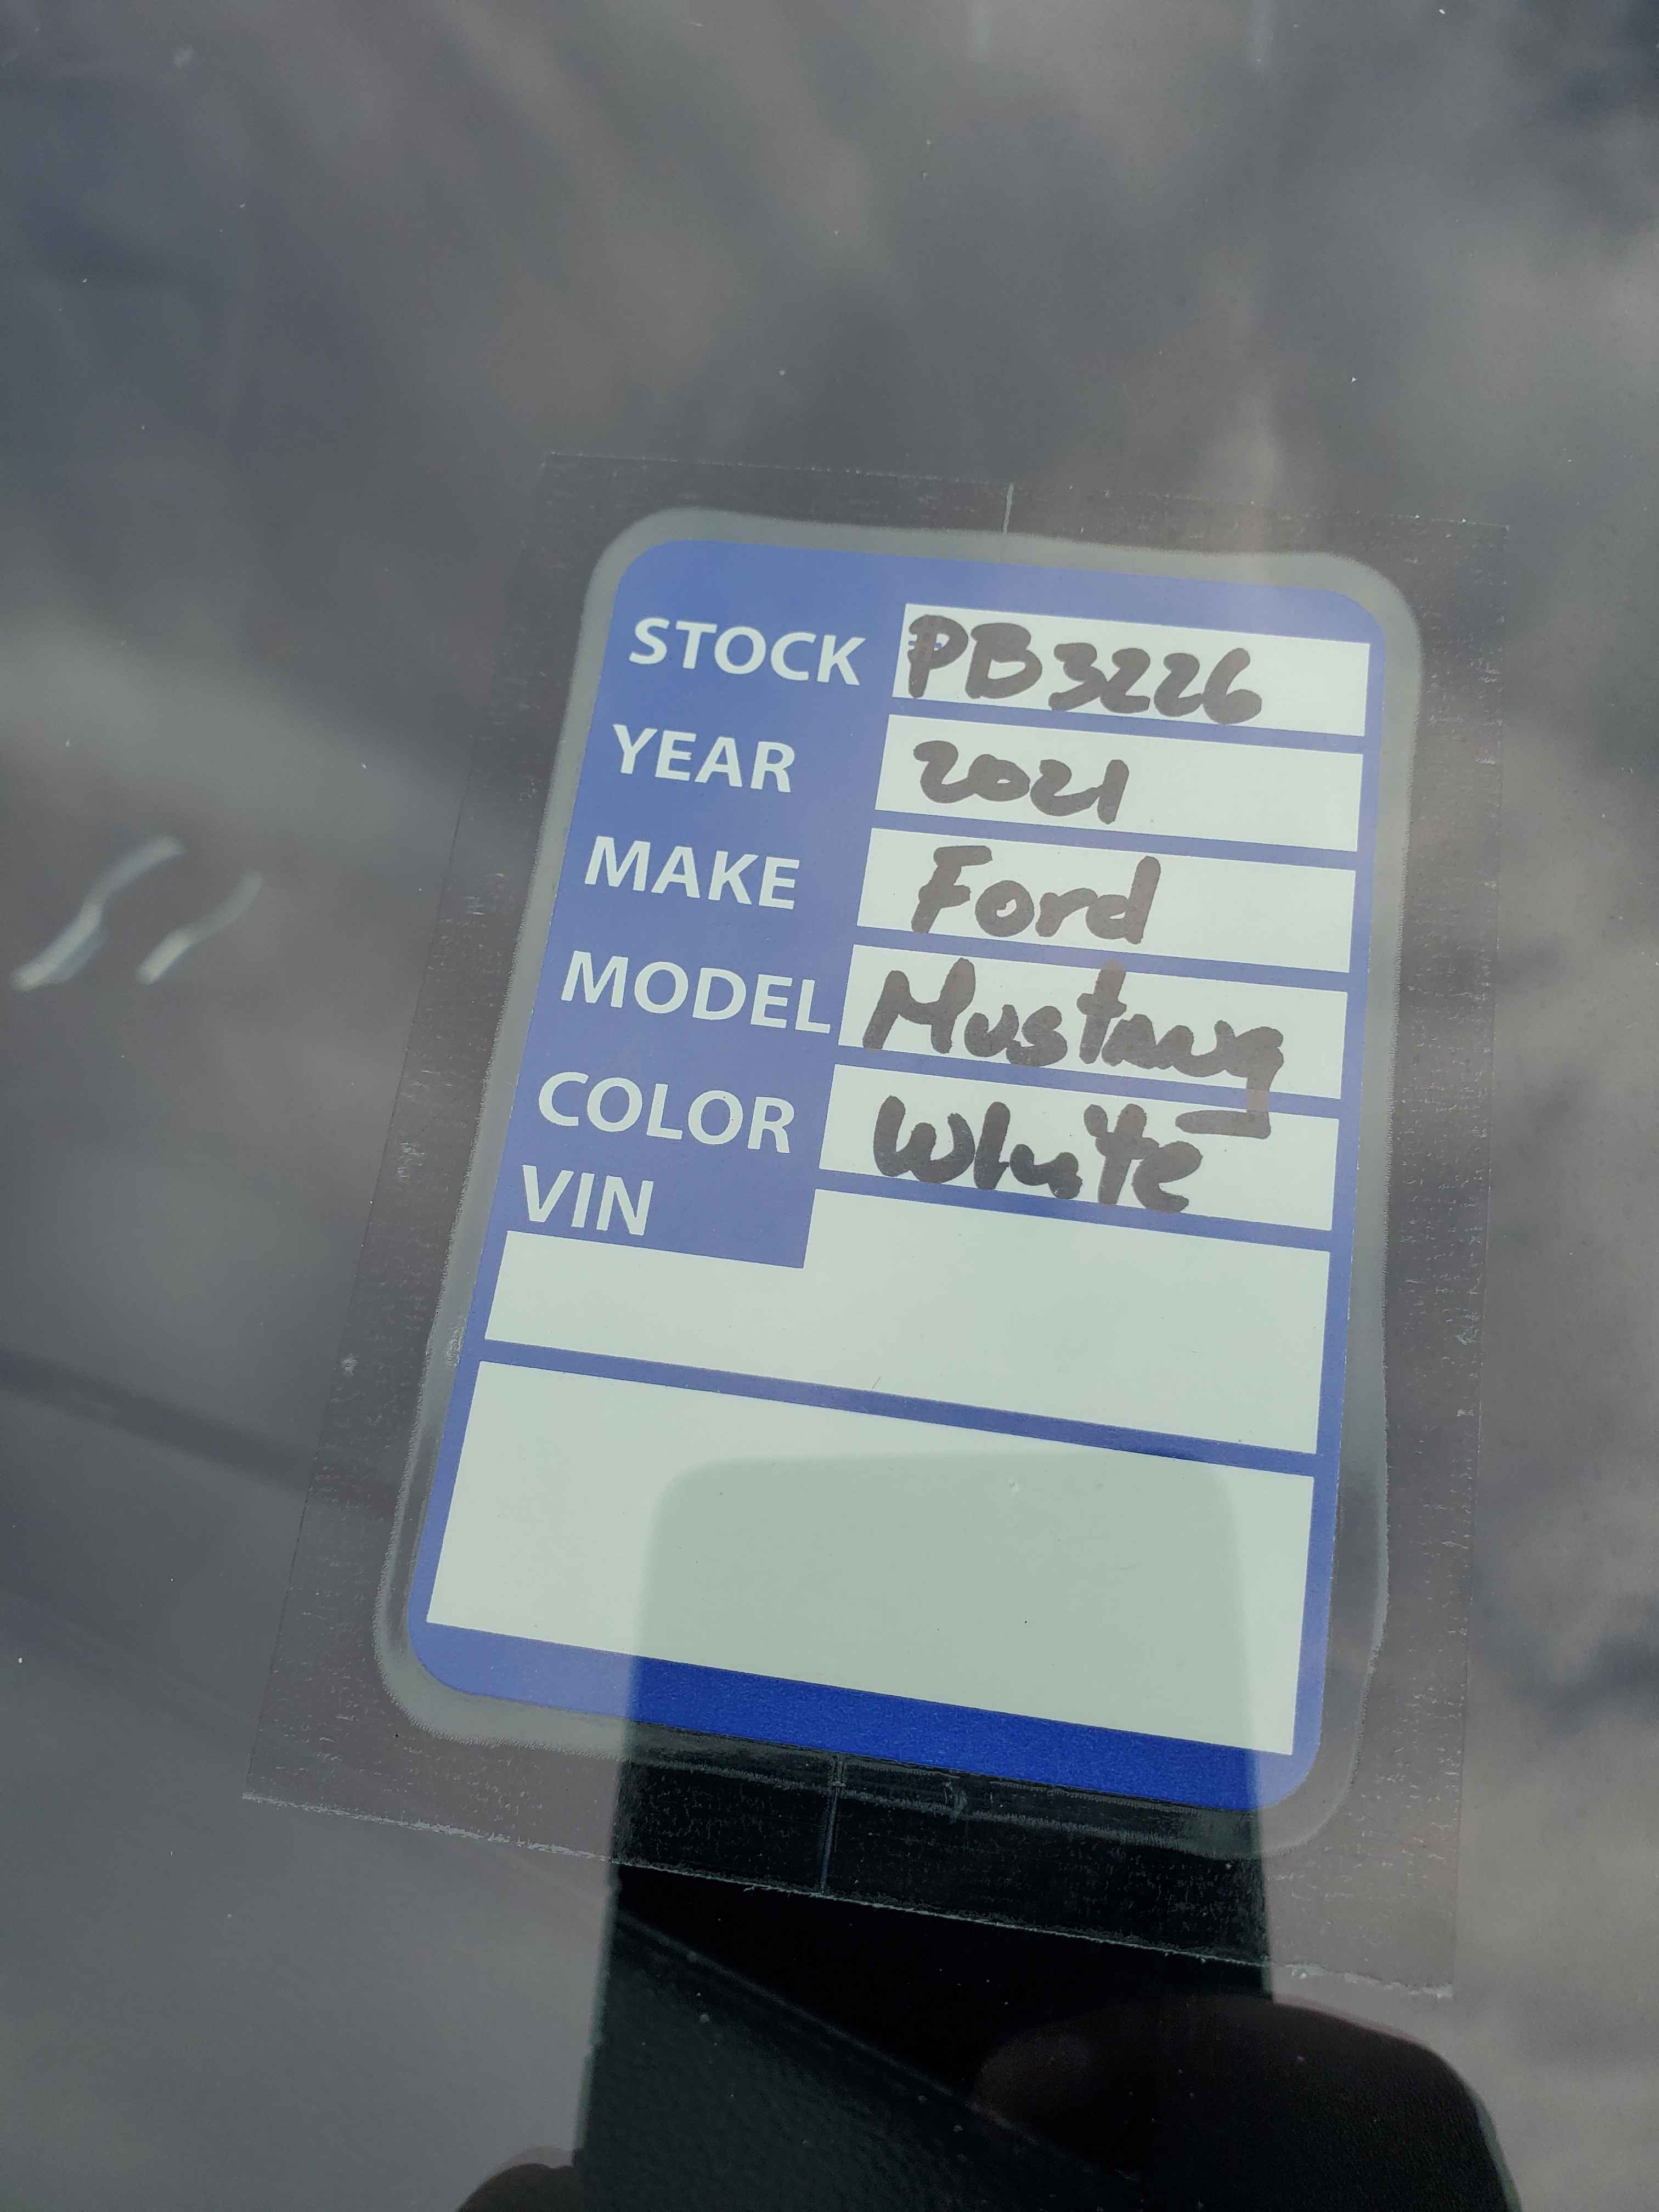 STOCK PB3226
YEAR 2021
MAKE Ford
MODEL Mustang
COLOR White
VIN